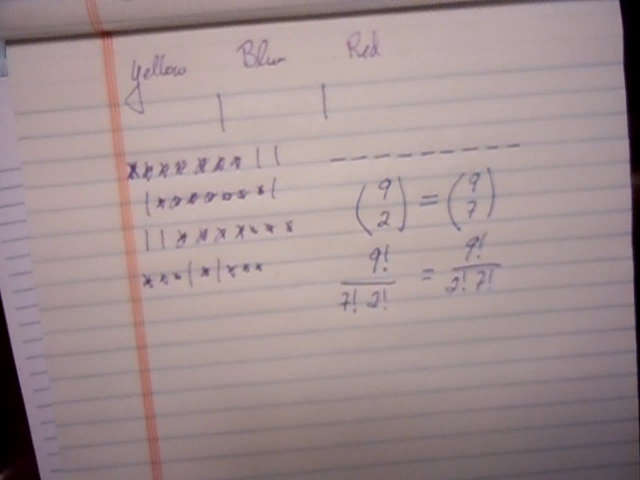 Yellow Blue Red
| |
xxxxxxx||
|xxxxxxx|
||xxxxxxx
xxx|x|xxx
_ _ _ _ _ _ _ _ _
(9 2) = (9 7)
9!/7! 2! = 9!/2! 7!